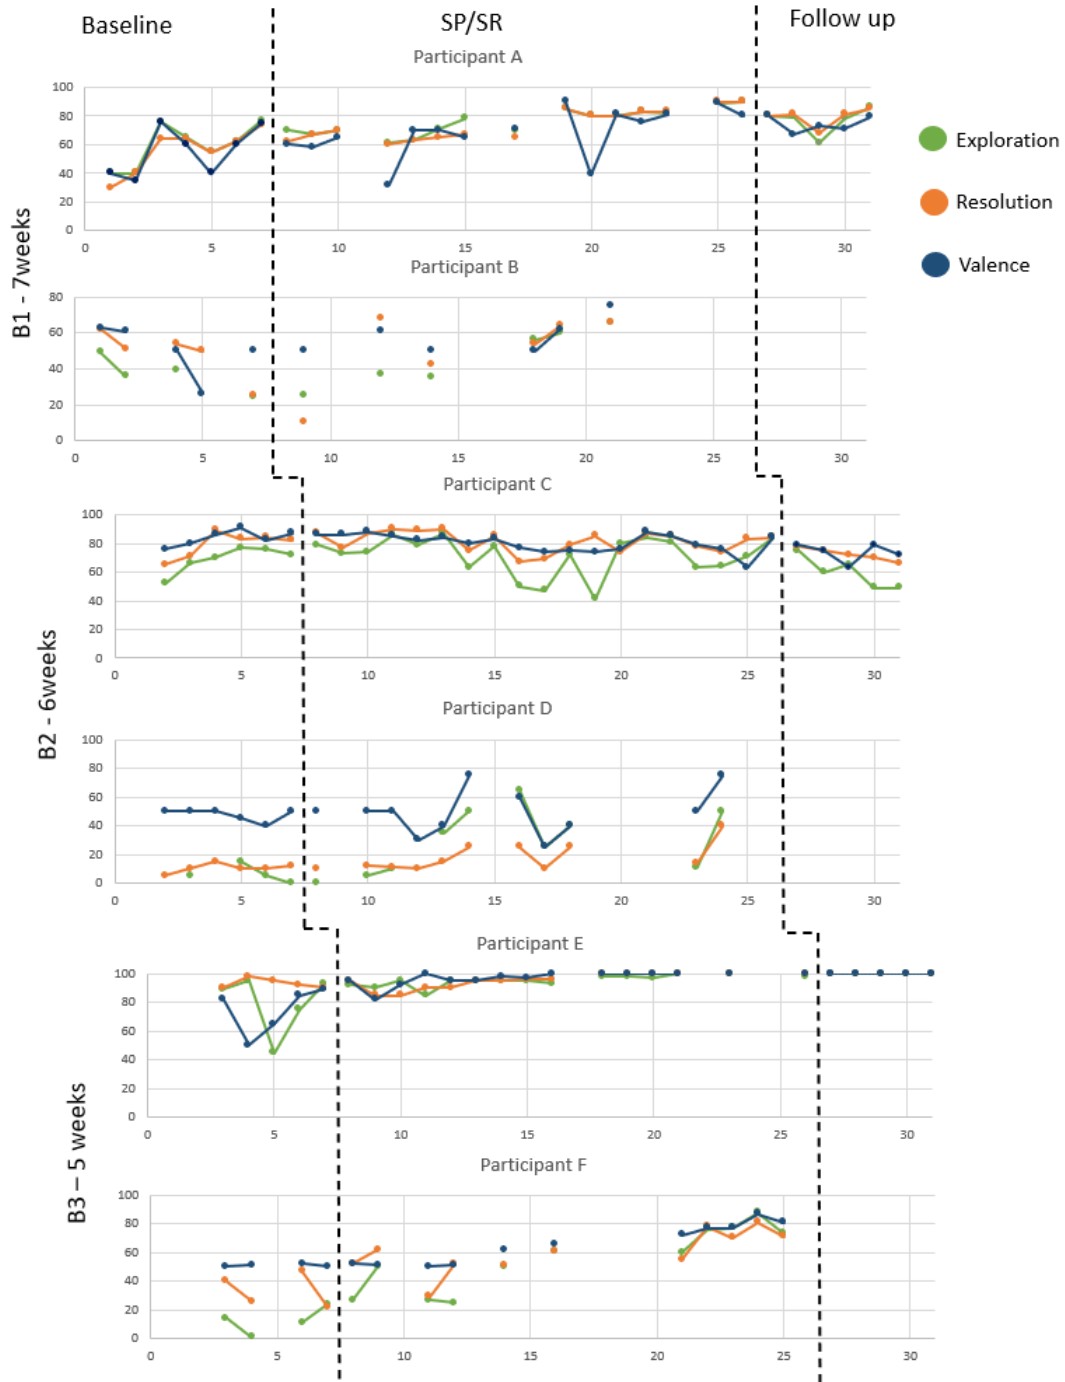 Baseline
SP/SR
Follow up
Participant A
100
80
60
40
20
0
0 5 10 15 20 25 30
Exploration
Resolution
Valence
B1 - 7weeks
Participant B
80
60
40
20
0
0 5 10 15 20 25 30
Participant C
100
80
60
40
20
0
0 5 10 15 20 25 30
B2 - 6weeks
Participant D
100
80
60
40
20
0
0 5 10 15 20 25 30
Participant E
100
80
60
40
20
0
0 5 10 15 20 25 30
B3 – 5 weeks
Participant F
100
80
60
40
20
0
0 5 10 15 20 25 30